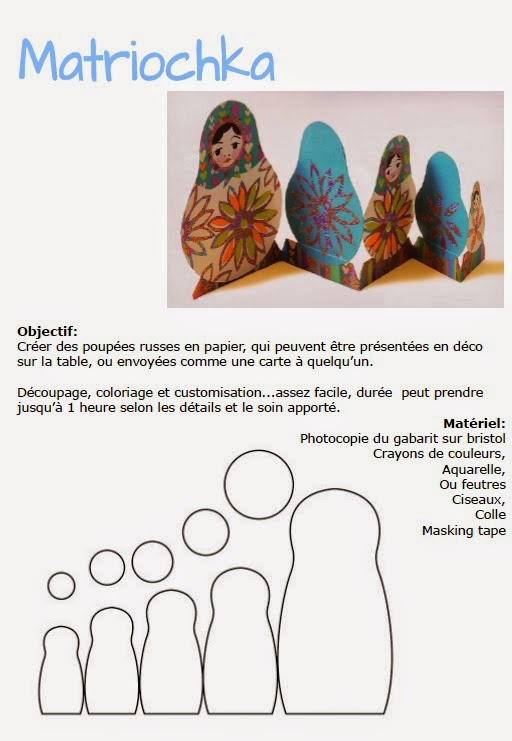 Matriochka
Objectif:
Créer des poupées russes en papier, qui peuvent être présentées en déco
sur la table, ou envoyées comme une carte à quelqu'un.
Découpage, coloriage et customisation...assez facile, durée  peut prendre
jusqu'à 1 heure selon les détails et le soin apporté.
Matériel:
Photocopie du gabarit sur bristol
Crayons de couleurs,
Aquarelle,
Ou feutres
Ciseaux,
Colle
Masking tape